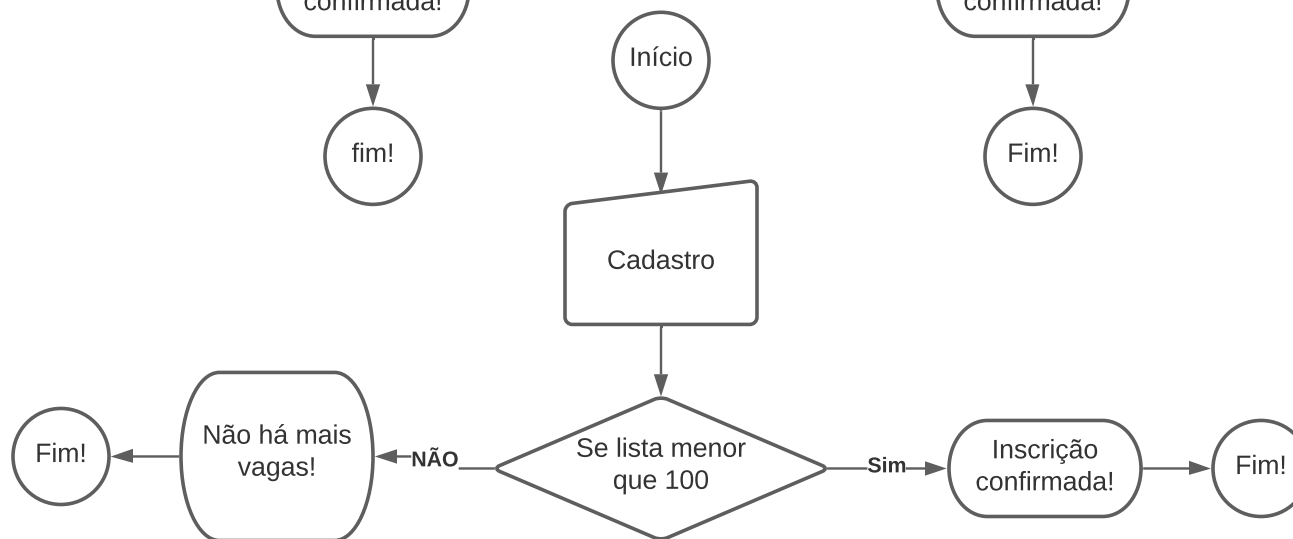 confirmada!
confirmada!
Início
fim!
Fim!
Cadastro
Fim!
Não há mais
vagas!
NÃO
Se lista menor
que 100
Sim
Inscrição
confirmada!
Fim!